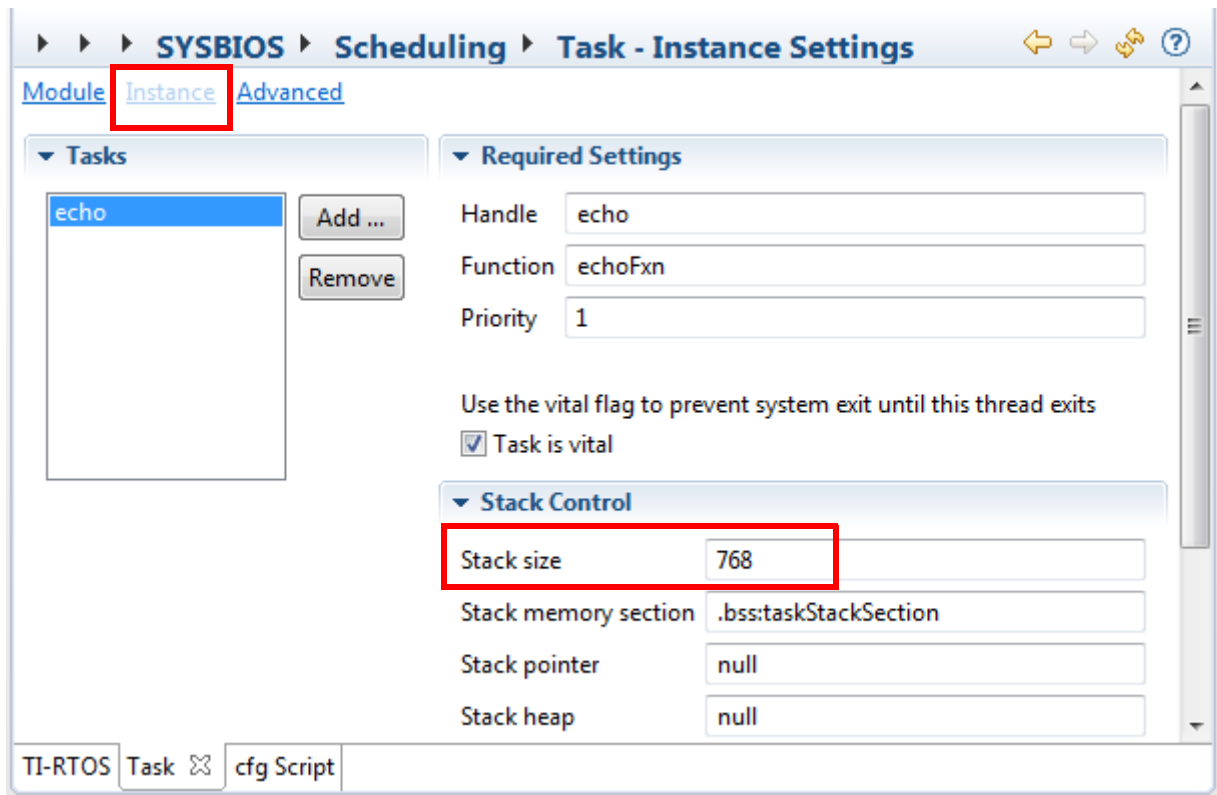 SYSBIOS Scheduling Task - Instance Settings
Module Instance Advanced
Tasks
echo
Add ...
Remove
Required Settings
Handle echo
Function echoFxn
Priority 1
Use the vital flag to prevent system exit until this thread exits
Task is vital
Stack Control
Stack size 768
Stack memory section .bss:taskStackSection
Stack pointer null
Stack heap null
TI-RTOS Task cfg Script